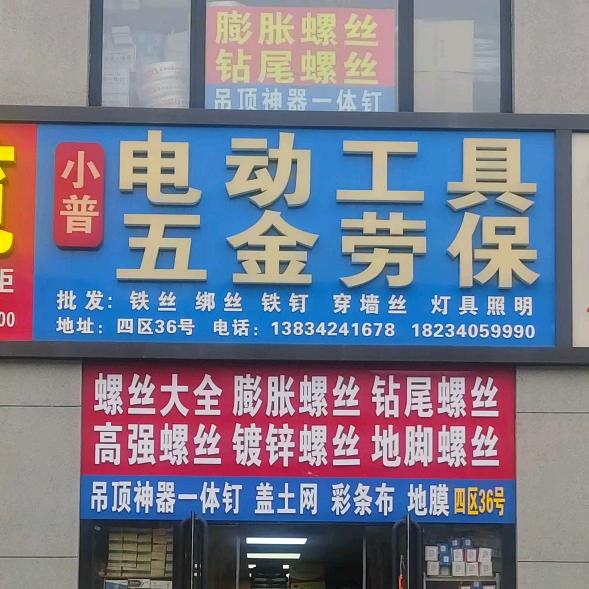 膨胀螺丝
钻尾螺丝
吊顶神器一体钉
小普
电动工具
五金劳保
批发：铁丝 绑丝 铁钉 穿墙丝 灯具照明
地址：四区36号 电话：13834241678 18234059990
柜
00
螺丝大全 膨胀螺丝 钻尾螺丝
高强螺丝 镀锌螺丝 地脚螺丝
吊顶神器一体钉 盖土网 彩条布 地膜 四区36号